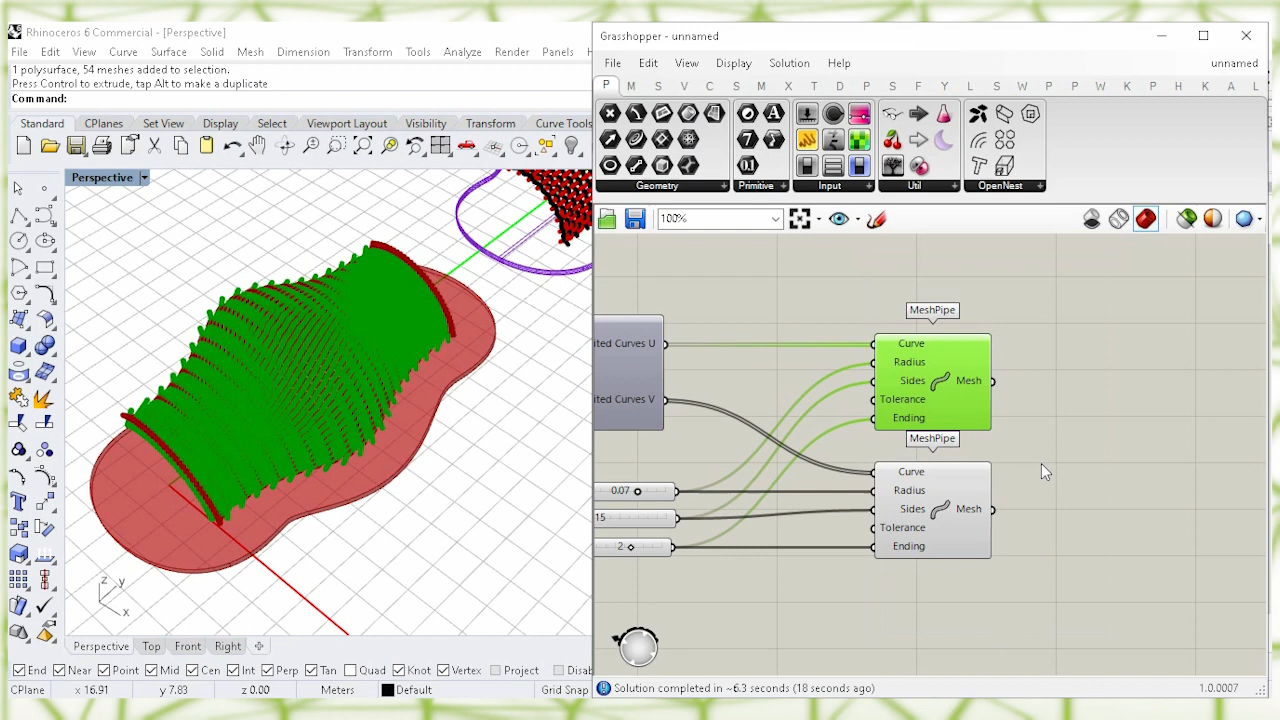 Rhinoceros 6 Commercial - [Perspective]
File Edit View Curve Surface Solid Mesh Dimension Transform Tools Analyze Render Panels
1 polysurface, 54 meshes added to selection.
Press Control to extrude, tap Alt to make a duplicate
Command:
Standard CPlanes Set View Display Select Viewport Layout Visibility Transform Curve Tools
Perspective
z
y
x
Perspective Top Front Right
End Near Point Mid Cen Int Perp Tan Quad Knot Vertex Project Disab
CPlane x 16.91 y 7.83 z 0.00 Meters Default Grid Snap
Grasshopper - unnamed
File Edit View Display Solution Help unnamed
P M S V C S M X T D P S F Y L S W P P W K P H K A L
Geometry Primitive Input Util OpenNest
100%
MeshPipe
ited Curves U
Curve
Radius
Sides Mesh
ited Curves V
Tolerance
Ending
MeshPipe
Curve
0.07
Radius
15
Sides Mesh
Tolerance
2
Ending
Solution completed in ~6.3 seconds (18 seconds ago) 1.0.0007